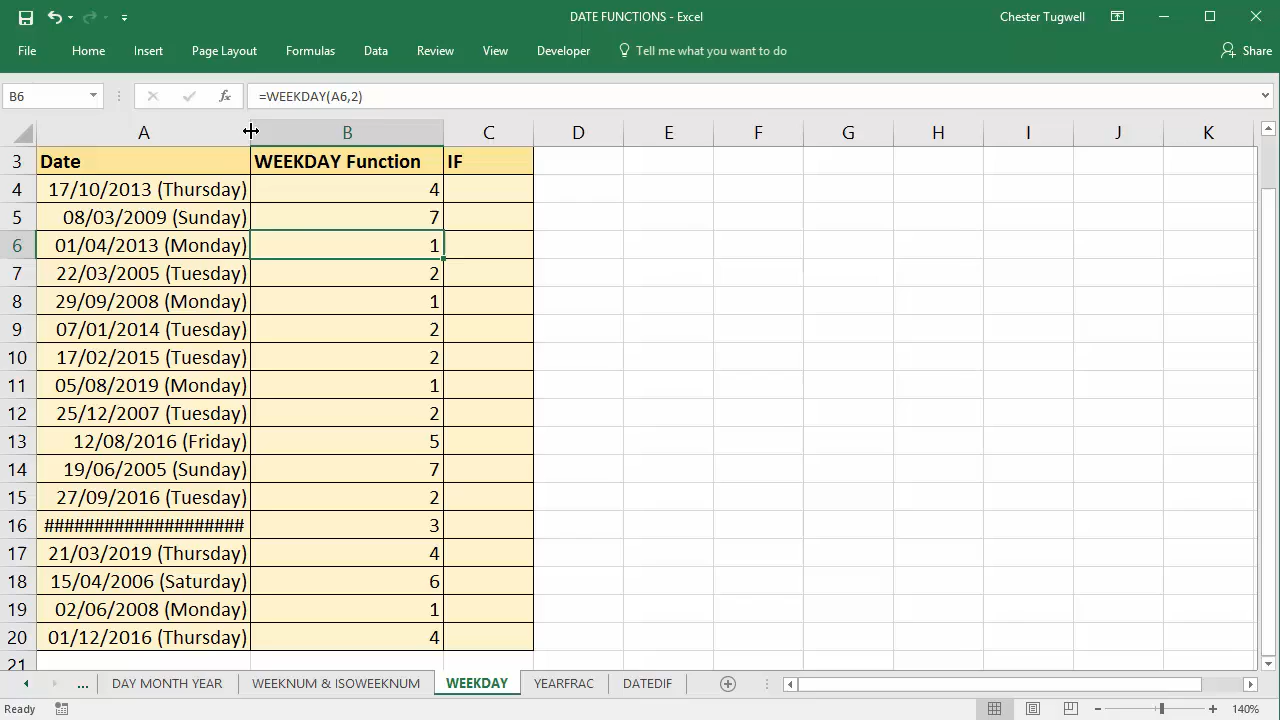 DATE FUNCTIONS - Excel
Chester Tugwell
File Home Insert Page Layout Formulas Data Review View Developer Tell me what you want to do Share
B6 fx =WEEKDAY(A6,2)
A B C D E F G H I J K
3 Date WEEKDAY Function IF
4 17/10/2013 (Thursday) 4
5 08/03/2009 (Sunday) 7
6 01/04/2013 (Monday) 1
7 22/03/2005 (Tuesday) 2
8 29/09/2008 (Monday) 1
9 07/01/2014 (Tuesday) 2
10 17/02/2015 (Tuesday) 2
11 05/08/2019 (Monday) 1
12 25/12/2007 (Tuesday) 2
13 12/08/2016 (Friday) 5
14 19/06/2005 (Sunday) 7
15 27/09/2016 (Tuesday) 2
16 #################### 3
17 21/03/2019 (Thursday) 4
18 15/04/2006 (Saturday) 6
19 02/06/2008 (Monday) 1
20 01/12/2016 (Thursday) 4
21
... DAY MONTH YEAR WEEKNUM & ISOWEEKNUM WEEKDAY YEARFRAC DATEDIF
Ready 140%